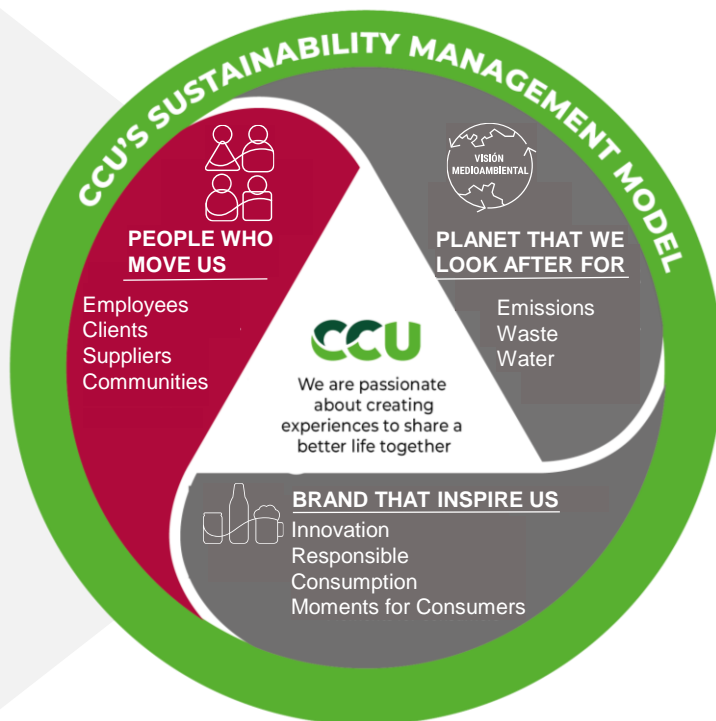 CCU'S SUSTAINABILITY MANAGEMENT MODEL
VISIÓN
MEDIOAMBIENTAL
PEOPLE WHO
MOVE US
Employees
Clients
Suppliers
Communities
PLANET THAT WE
LOOK AFTER FOR
Emissions
Waste
Water
CCU
We are passionate
about creating
experiences to share a
better life together
BRAND THAT INSPIRE US
Innovation
Responsible
Consumption
Moments for Consumers